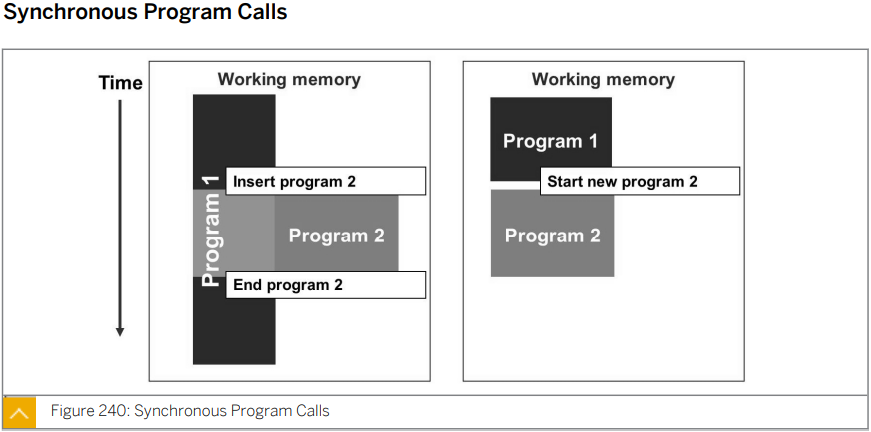 Synchronous Program Calls
Time
Working memory
Program 1
Insert program 2
Program 2
End program 2
Working memory
Program 1
Start new program 2
Program 2
Figure 240: Synchronous Program Calls